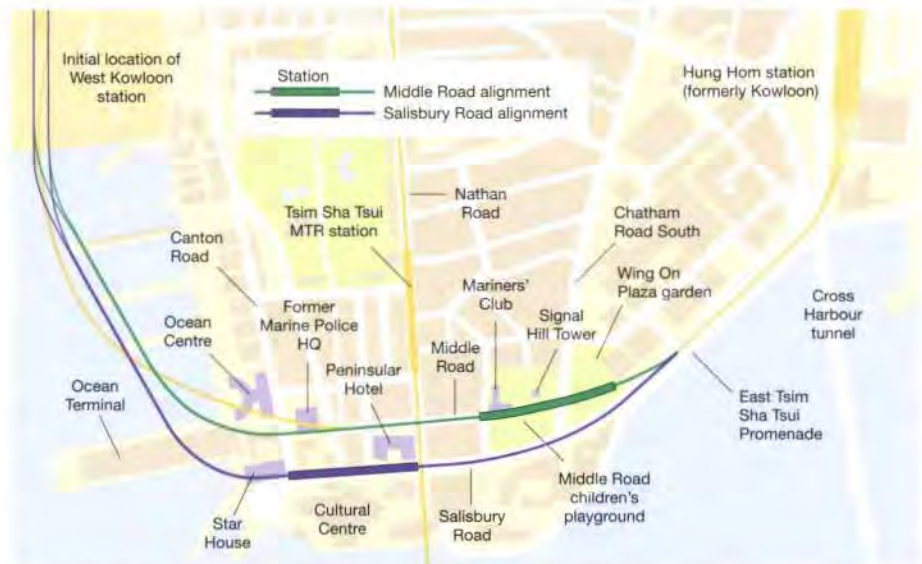 Initial location of
West Kowloon
station
Station
Middle Road alignment
Salisbury Road alignment
Hung Hom station
(formerly Kowloon)
Nathan
Road
Tsim Sha Tsui
MTR station
Chatham
Road South
Canton
Road
Mariners'
Club
Wing On
Plaza garden
Former
Marine Police
HQ
Signal
Hill Tower
Cross
Harbour
tunnel
Ocean
Centre
Middle
Road
Peninsular
Hotel
Ocean
Terminal
East Tsim
Sha Tsui
Promenade
Middle Road
children's
playground
Star
House
Cultural
Centre
Salisbury
Road